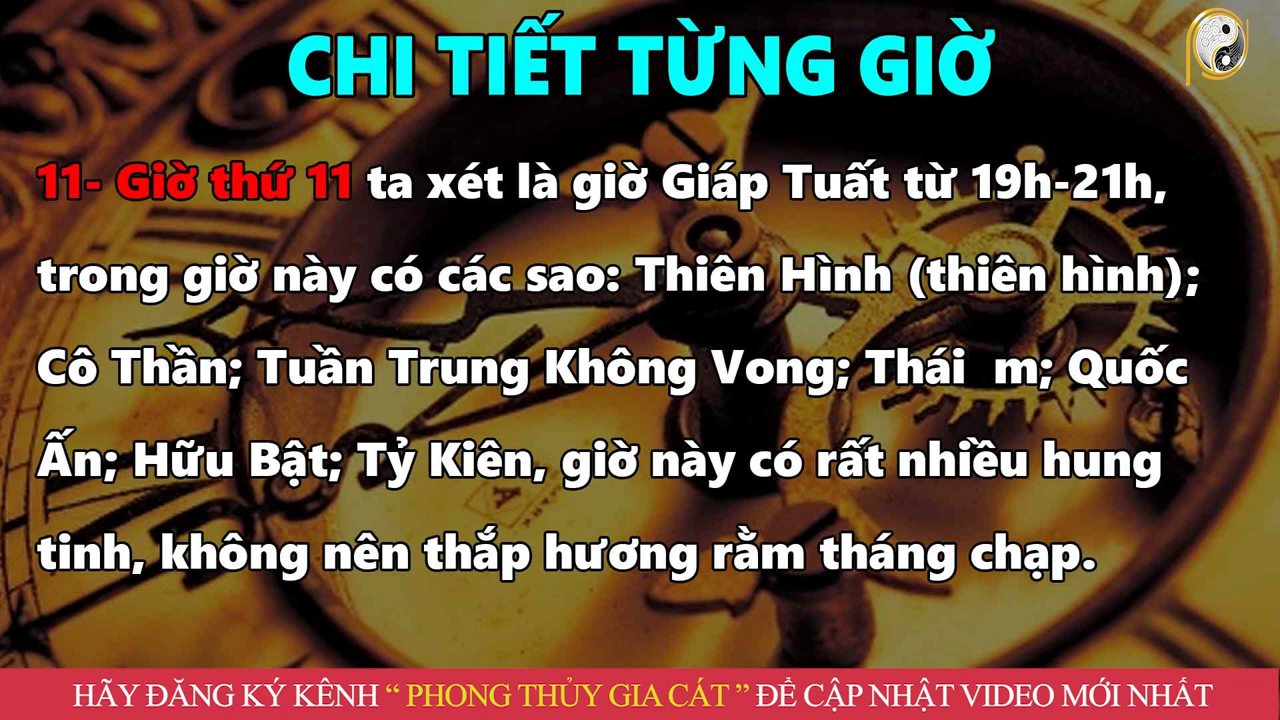 CHI TIẾT TỪNG GIỜ
11- Giờ thứ 11 ta xét là giờ Giáp Tuất từ 19h-21h,
trong giờ này có các sao: Thiên Hình (thiên hình);
Cô Thần; Tuần Trung Không Vong; Thái  m; Quốc
Ấn; Hữu Bật; Tỷ Kiên, giờ này có rất nhiều hung
tinh, không nên thắp hương rằm tháng chạp.
HÃY ĐĂNG KÝ KÊNH “ PHONG THỦY GIA CÁT ” ĐỂ CẬP NHẬT VIDEO MỚI NHẤT